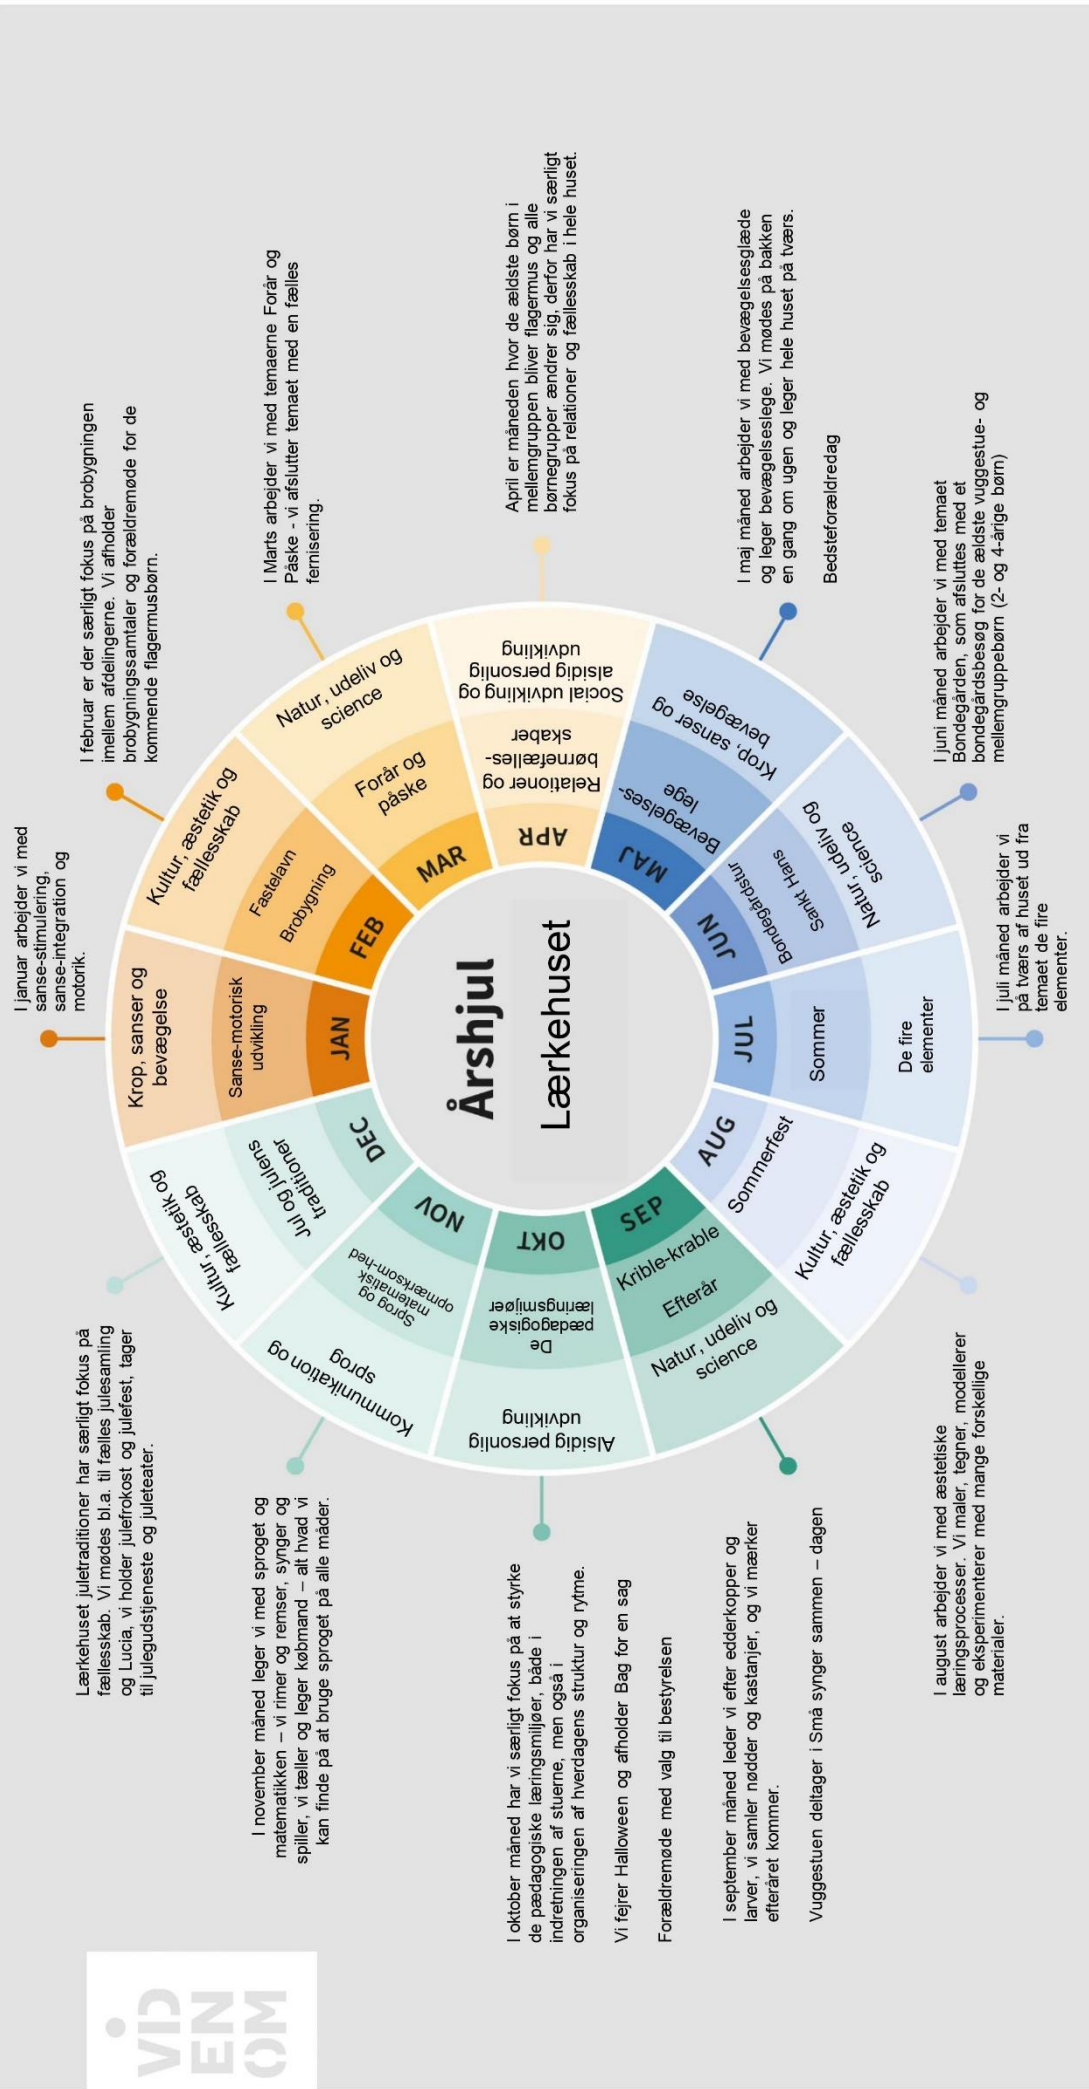 VID
EN
OM
Årshjul
Lærkehuset
JAN
Sanse-motorisk
udvikling
Krop, sanser og
bevægelse
I januar arbejder vi med
sanse-stimulering,
sanse-integration og
motorik.
FEB
Brobygning
Fastelavn
Kultur, æstetik og
fællesskab
I februar er der særligt fokus på brobygningen
imellem afdelingerne. Vi afholder
brobygningssamtaler og forældremøde for de
kommende flagermusbørn.
MAR
Forår og
påske
Natur, udeliv og
science
I Marts arbejder vi med temaerne Forår og
Påske - vi afslutter temaet med en fælles
fernisering.
APR
Relationer og
børnefælles-
skaber
Social udvikling og
alsidig personlig
udvikling
April er måneden hvor de ældste børn i
mellemgruppen bliver flagermus og alle
børnegrupper ændrer sig, derfor har vi særligt
fokus på relationer og fællesskab i hele huset.
MAJ
Bevægelses-
lege
Krop, sanser og
bevægelse
I maj måned arbejder vi med bevægelsesglæde
og leger bevægelseslege. Vi mødes på bakken
en gang om ugen og leger hele huset på tværs.
Bedsteforældredag
JUN
Bondegårdstur
Sankt Hans
Natur, udeliv og
science
I juni måned arbejder vi med temaet
Bondegården, som afsluttes med et
bondegårdsbesøg for de ældste vuggestue- og
mellemgruppebørn (2- og 4-årige børn)
JUL
Sommer
De fire
elementer
I juli måned arbejder vi
på tværs af huset ud fra
temaet de fire
elementer.
AUG
Sommerfest
Kultur, æstetik og
fællesskab
I august arbejder vi med æstetiske
læringsprocesser. Vi maler, tegner, modellerer
og eksperimenterer med mange forskellige
materialer.
SEP
Krible-krable
Efterår
Natur, udeliv og
science
I september måned leder vi efter edderkopper og
larver, vi samler nødder og kastanjer, og vi mærker
efteråret kommer.
Vuggestuen deltager i Små synger sammen – dagen
OKT
De
pædagogiske
læringsmiljøer
Alsidig personlig
udvikling
I oktober måned har vi særligt fokus på at styrke
de pædagogiske læringsmiljøer, både i
indretningen af stuerne, men også i
organiseringen af hverdagens struktur og rytme.
Vi fejrer Halloween og afholder Bag for en sag
Forældremøde med valg til bestyrelsen
NOV
Sprog og
matematisk
opmærksom-hed
Kommunikation og
sprog
I november måned leger vi med sproget og
matematikken – vi rimer og remser, synger og
spiller, vi tæller og leger købmand – alt hvad vi
kan finde på at bruge sproget på alle måder.
DEC
Jul og julens
traditioner
Kultur, æstetik og
fællesskab
Lærkehuset juletraditioner har særligt fokus på
fællesskab. Vi mødes bl.a. til fælles julesamling
og Lucia, vi holder julefrokost og julefest, tager
til julegudstjeneste og juleteater.